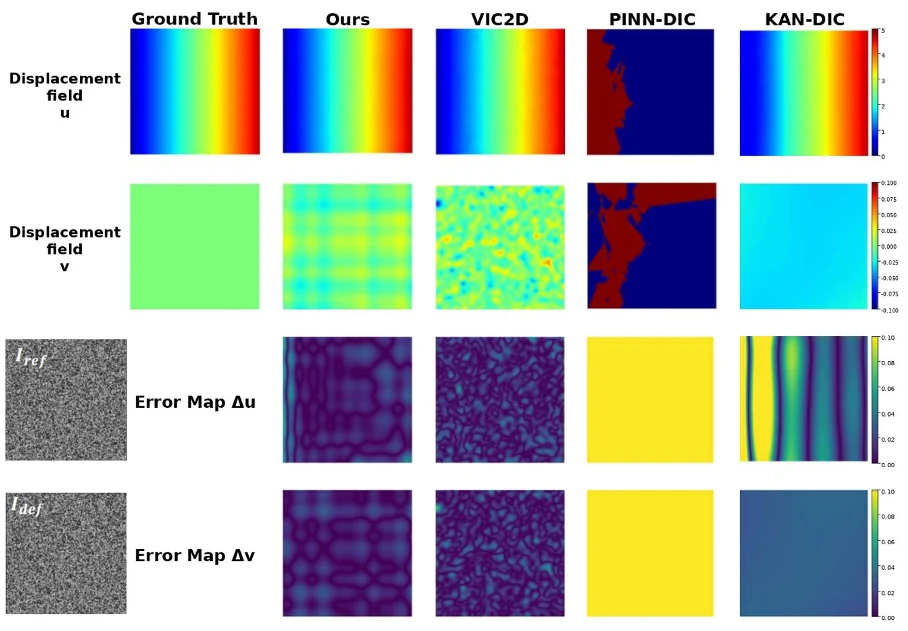 Ground Truth
Ours
VIC2D
PINN-DIC
KAN-DIC
Displacement
field
u
5
4
3
2
1
0
Displacement
field
v
0.100
0.075
0.050
0.025
0.000
-0.025
-0.050
-0.075
-0.100
I_ref
Error Map Δu
0.10
0.08
0.06
0.04
0.02
0.00
I_def
Error Map Δv
0.10
0.08
0.06
0.04
0.02
0.00